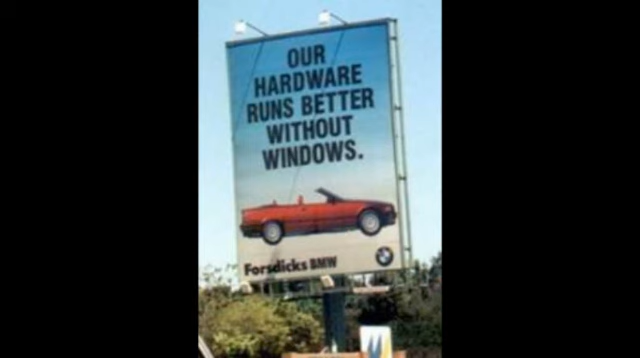 OUR
HARDWARE
RUNS BETTER
WITHOUT
WINDOWS.
Forsdicks BMW